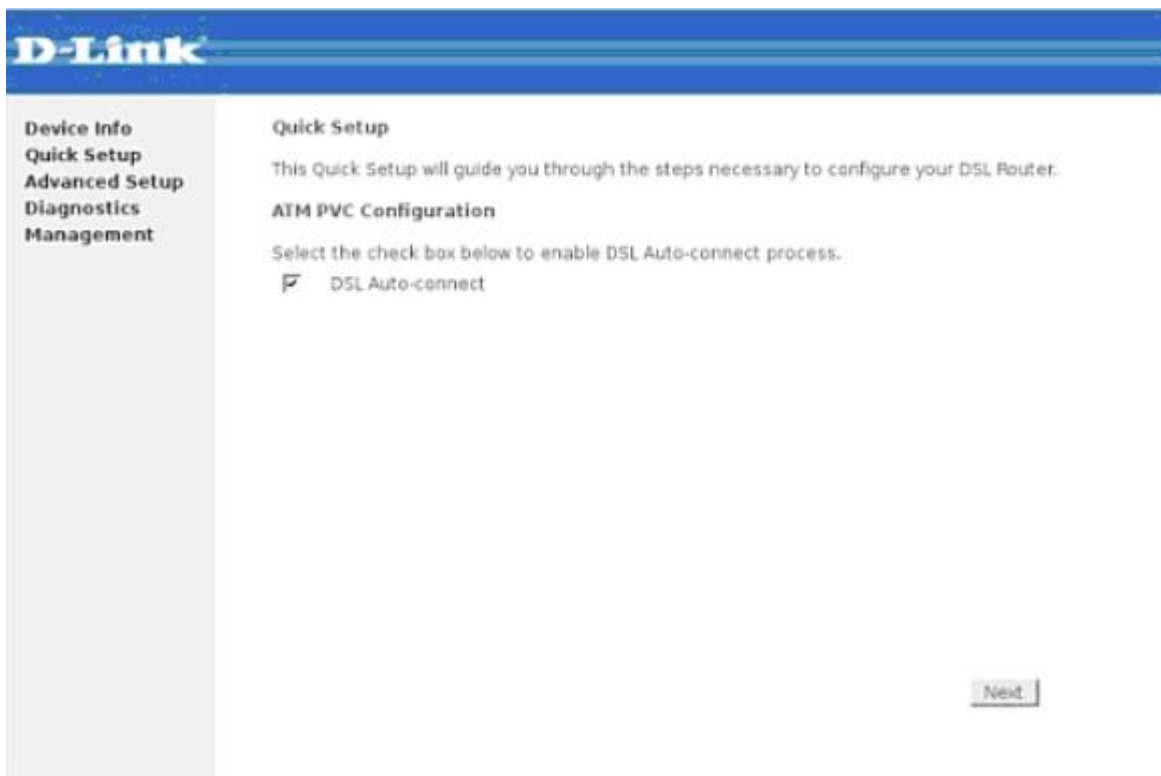 D-Link
Device Info
Quick Setup
Advanced Setup
Diagnostics
Management
Quick Setup
This Quick Setup will guide you through the steps necessary to configure your DSL Router.
ATM PVC Configuration
Select the check box below to enable DSL Auto-connect process.
DSL Auto-connect
Next